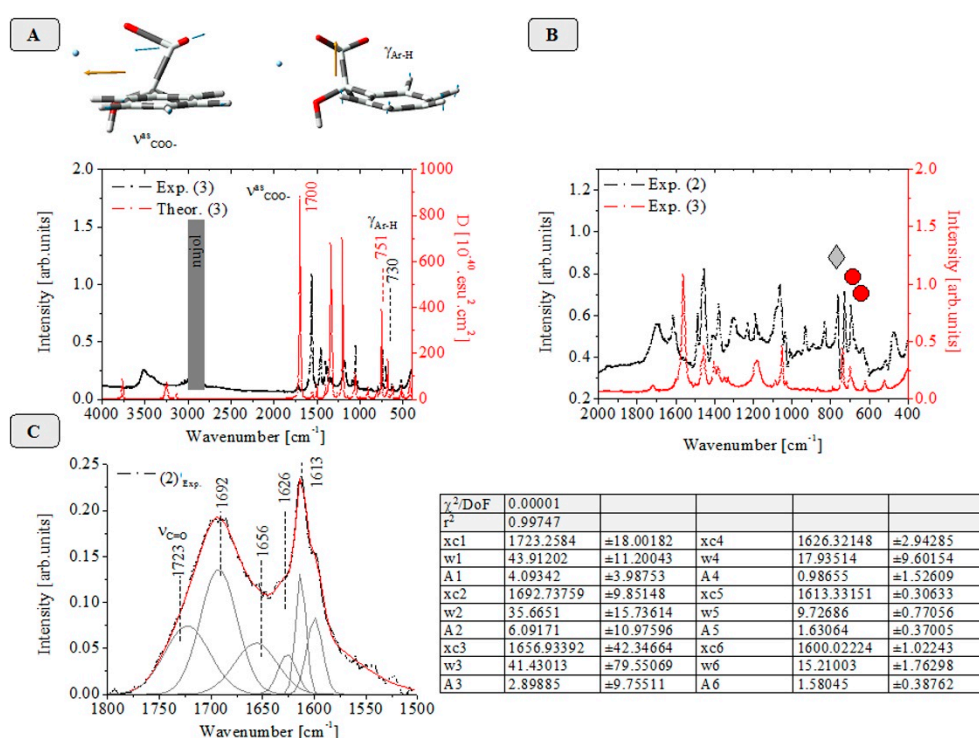 A
B
γAr-H
νasCOO-
2.0
1.5
1.0
0.5
0.0
Intensity [arb.units]
Exp. (3)
Theor. (3)
nujol
νasCOO-
1700
γAr-H
751
730
1000
800
600
400
200
0
D [10-40 .esu2.cm2]
4000 3500 3000 2500 2000 1500 1000 500
Wavenumber [cm-1]
1.2
1.0
0.8
0.6
0.4
0.2
Intensity [arb.units]
Exp. (2)
Exp. (3)
2.0
1.5
1.0
0.5
0.0
Intensity [arb.units]
2000 1800 1600 1400 1200 1000 800 600 400
Wavenumber [cm-1]
C
0.25
0.20
0.15
0.10
0.05
0.00
Intensity [arb.units]
(2)Exp.
νC=O
1723
1692
1656
1626
1613
1800 1750 1700 1650 1600 1550 1500
Wavenumber [cm-1]
χ2/DoF 0.00001
r2 0.99747
xc1 1723.2584 ±18.00182 xc4 1626.32148 ±2.94285
w1 43.91202 ±11.20043 w4 17.93514 ±9.60154
A1 4.09342 ±3.98753 A4 0.98655 ±1.52609
xc2 1692.73759 ±9.85148 xc5 1613.33151 ±0.30633
w2 35.6651 ±15.73614 w5 9.72686 ±0.77056
A2 6.09171 ±10.97596 A5 1.63064 ±0.37005
xc3 1656.93392 ±42.34664 xc6 1600.02224 ±1.02243
w3 41.43013 ±79.55069 w6 15.21003 ±1.76298
A3 2.89885 ±9.75511 A6 1.58045 ±0.38762